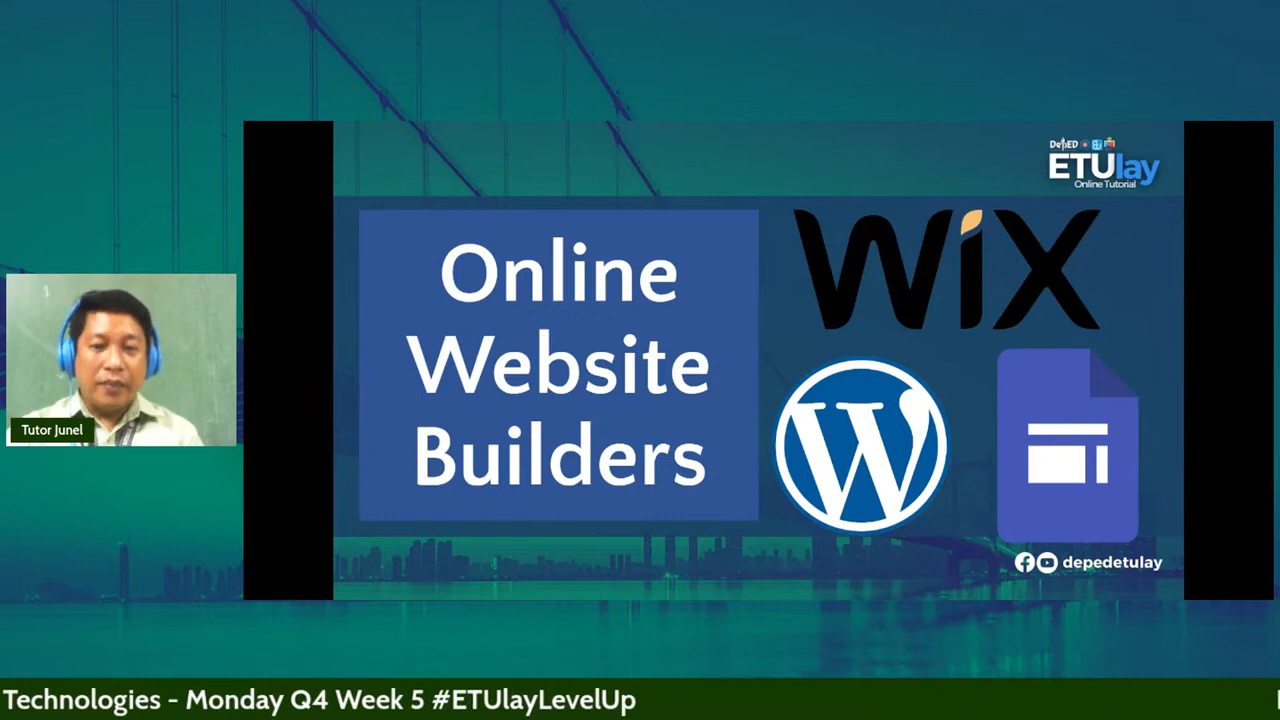 DepED
ETUlay
Online Tutorial
Online
Website
Builders
WiX
W
Tutor Junel
depedetulay
Technologies - Monday Q4 Week 5 #ETUlayLevelUp